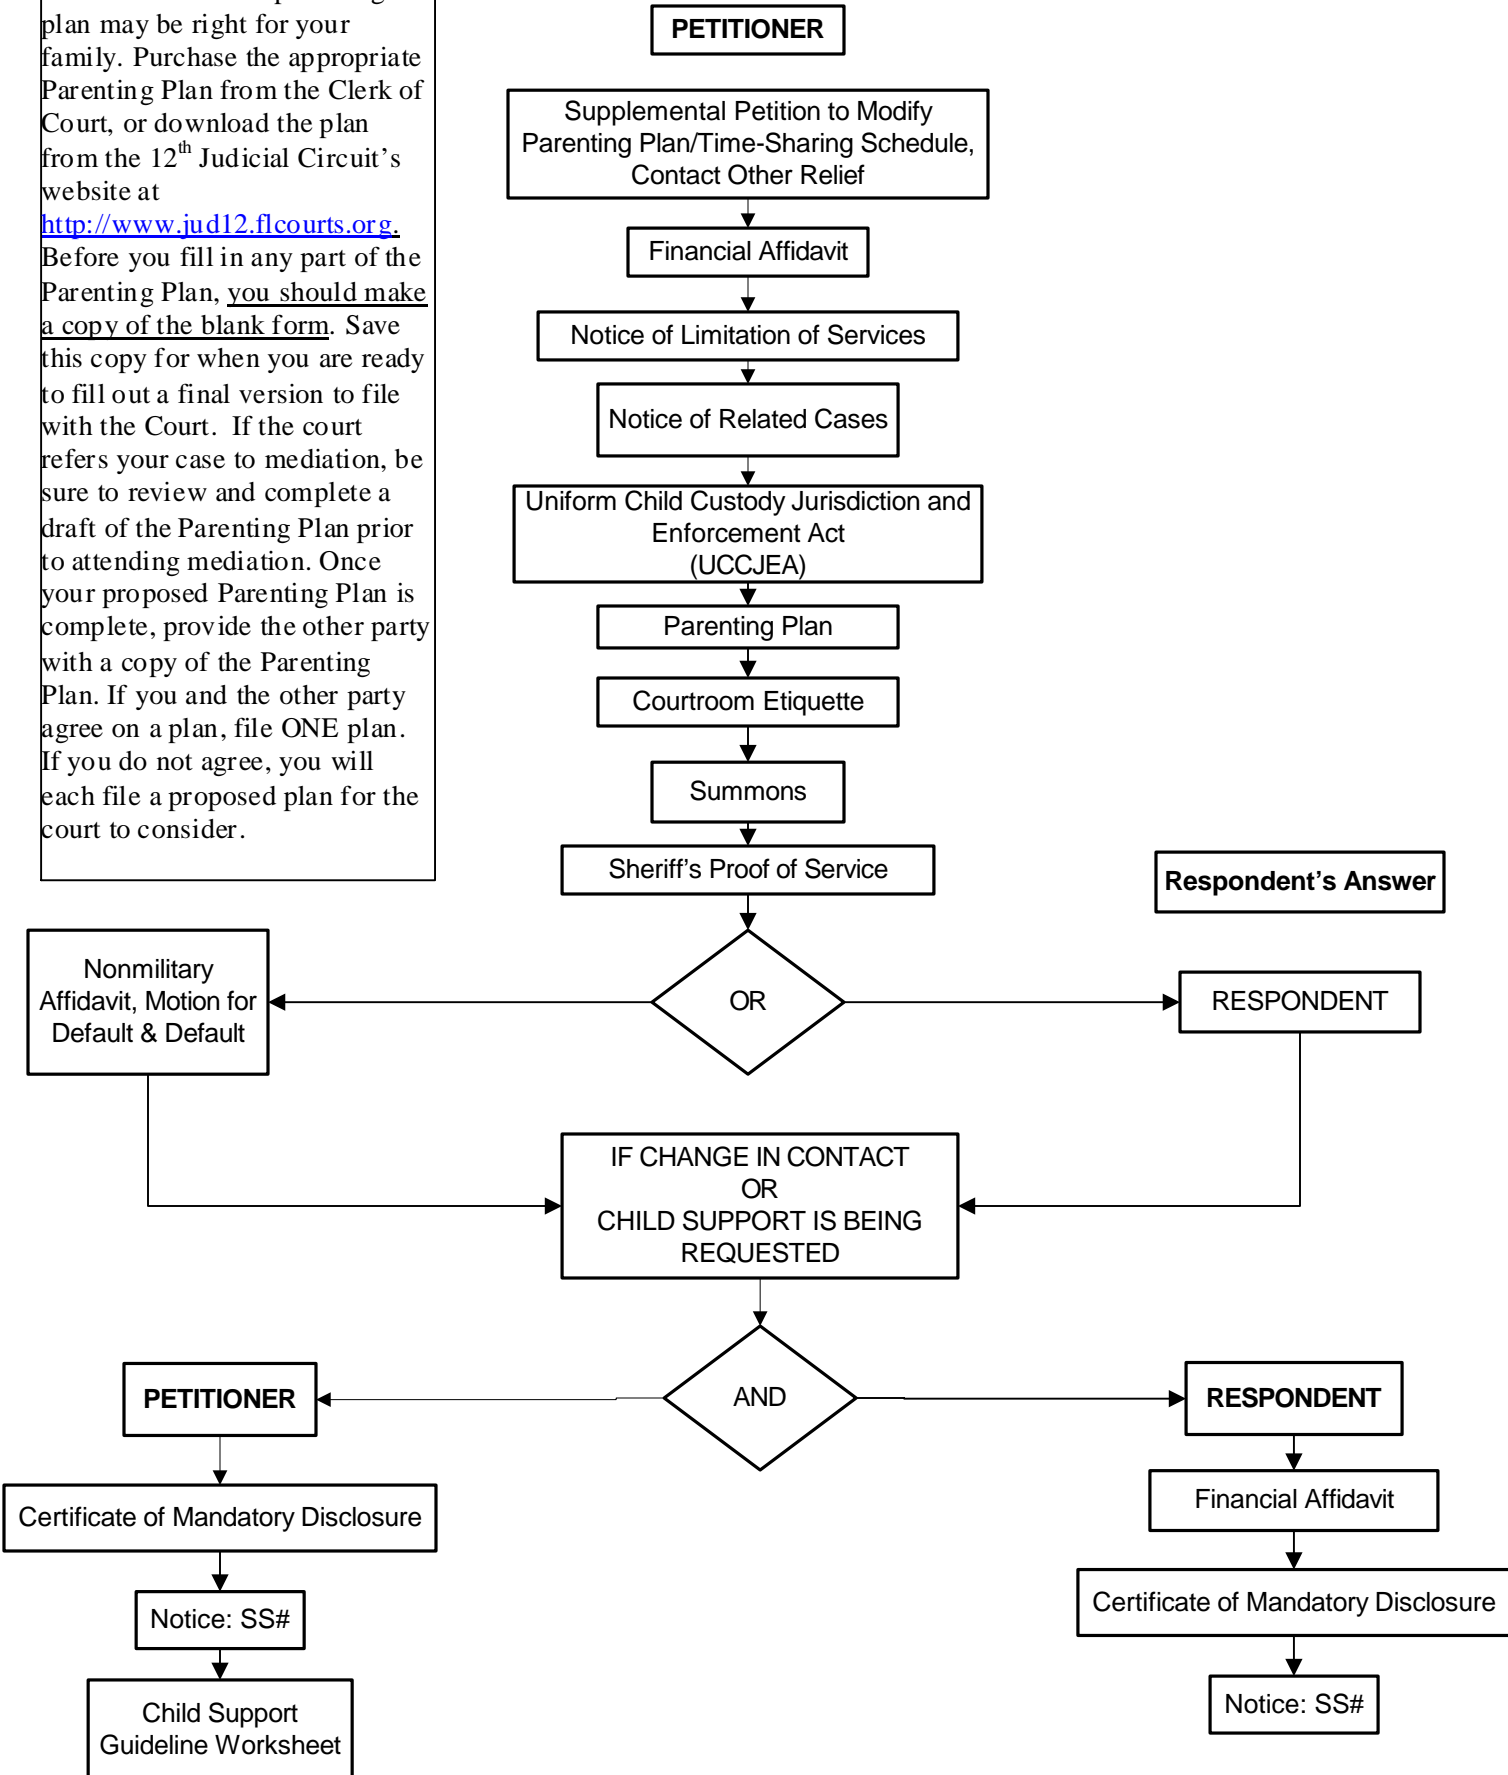 plan may be right for your
family. Purchase the appropriate
Parenting Plan from the Clerk of
Court, or download the plan
from the 12th Judicial Circuit's
website at
http://www.jud12.flcourts.org.
Before you fill in any part of the
Parenting Plan, you should make
a copy of the blank form. Save
this copy for when you are ready
to fill out a final version to file
with the Court. If the court
refers your case to mediation, be
sure to review and complete a
draft of the Parenting Plan prior
to attending mediation. Once
your proposed Parenting Plan is
complete, provide the other party
with a copy of the Parenting
Plan. If you and the other party
agree on a plan, file ONE plan.
If you do not agree, you will
each file a proposed plan for the
court to consider.
PETITIONER
Supplemental Petition to Modify
Parenting Plan/Time-Sharing Schedule,
Contact Other Relief
Financial Affidavit
Notice of Limitation of Services
Notice of Related Cases
Uniform Child Custody Jurisdiction and
Enforcement Act
(UCCJEA)
Parenting Plan
Courtroom Etiquette
Summons
Sheriff's Proof of Service
Respondent's Answer
Nonmilitary
Affidavit, Motion for
Default & Default
OR
RESPONDENT
IF CHANGE IN CONTACT
OR
CHILD SUPPORT IS BEING
REQUESTED
AND
PETITIONER
Certificate of Mandatory Disclosure
Notice: SS#
Child Support
Guideline Worksheet
RESPONDENT
Financial Affidavit
Certificate of Mandatory Disclosure
Notice: SS#